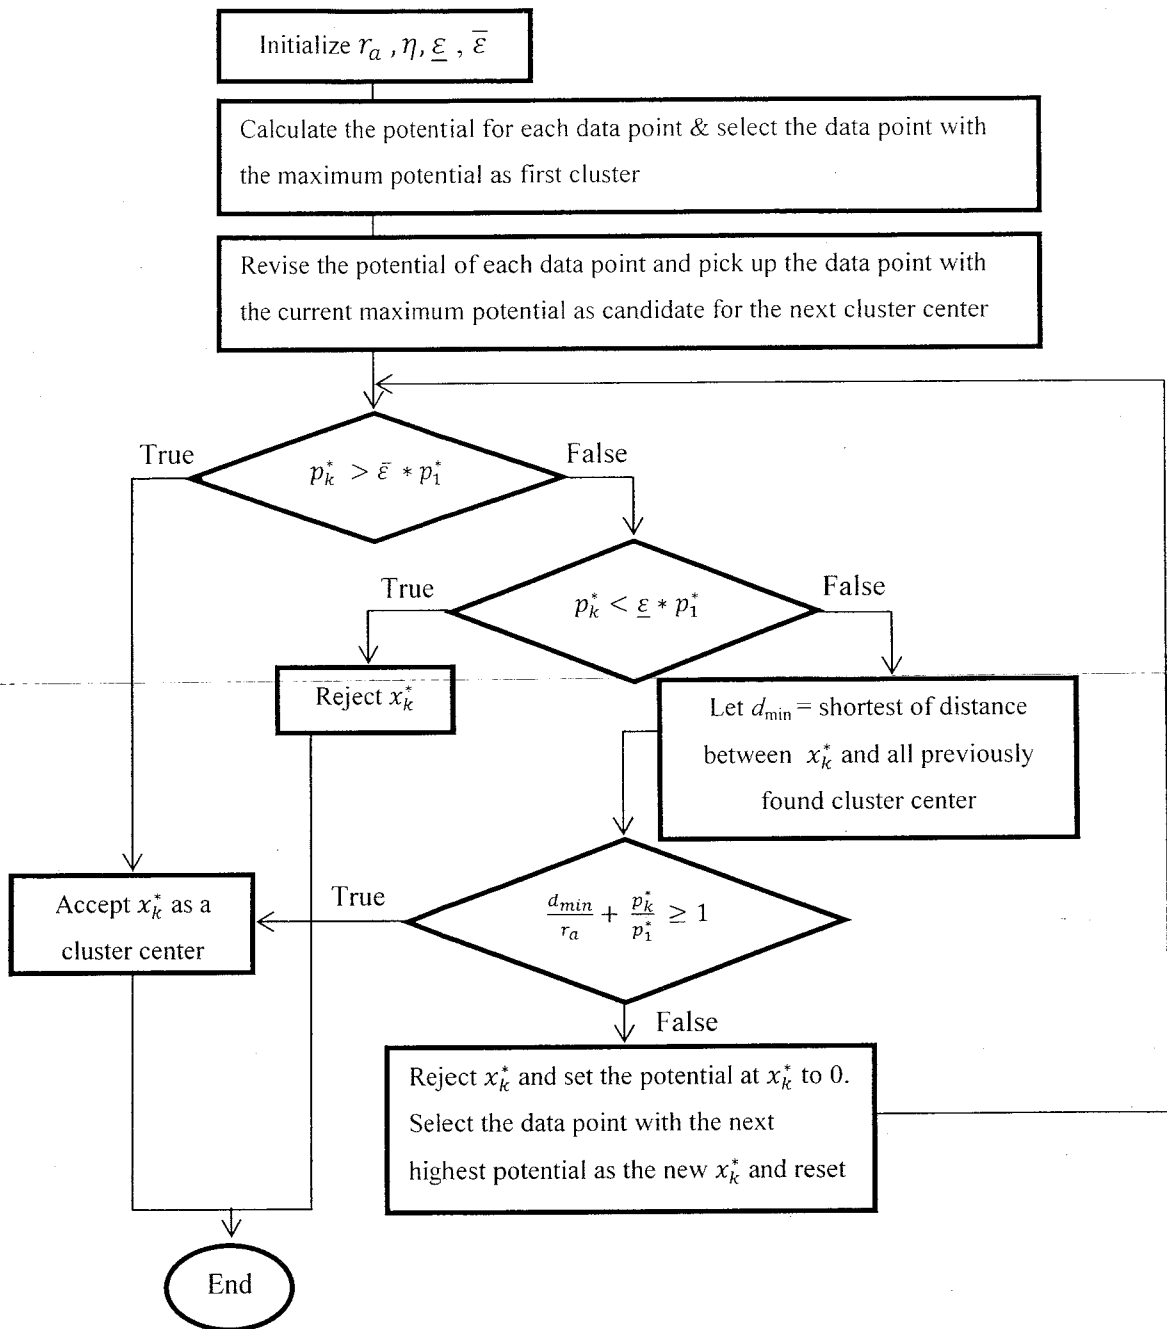 Initialize r_a , η, ε̲ , ε̅
Calculate the potential for each data point & select the data point with
the maximum potential as first cluster
Revise the potential of each data point and pick up the data point with
the current maximum potential as candidate for the next cluster center
True
False
p_k^* > ε̅ * p_1^*
True
False
p_k^* < ε̲ * p_1^*
Reject x_k^*
Let d_min = shortest of distance
between x_k^* and all previously
found cluster center
Accept x_k^* as a
cluster center
True
d_min/r_a + p_k^*/p_1^* ≥ 1
False
Reject x_k^* and set the potential at x_k^* to 0.
Select the data point with the next
highest potential as the new x_k^* and reset
End